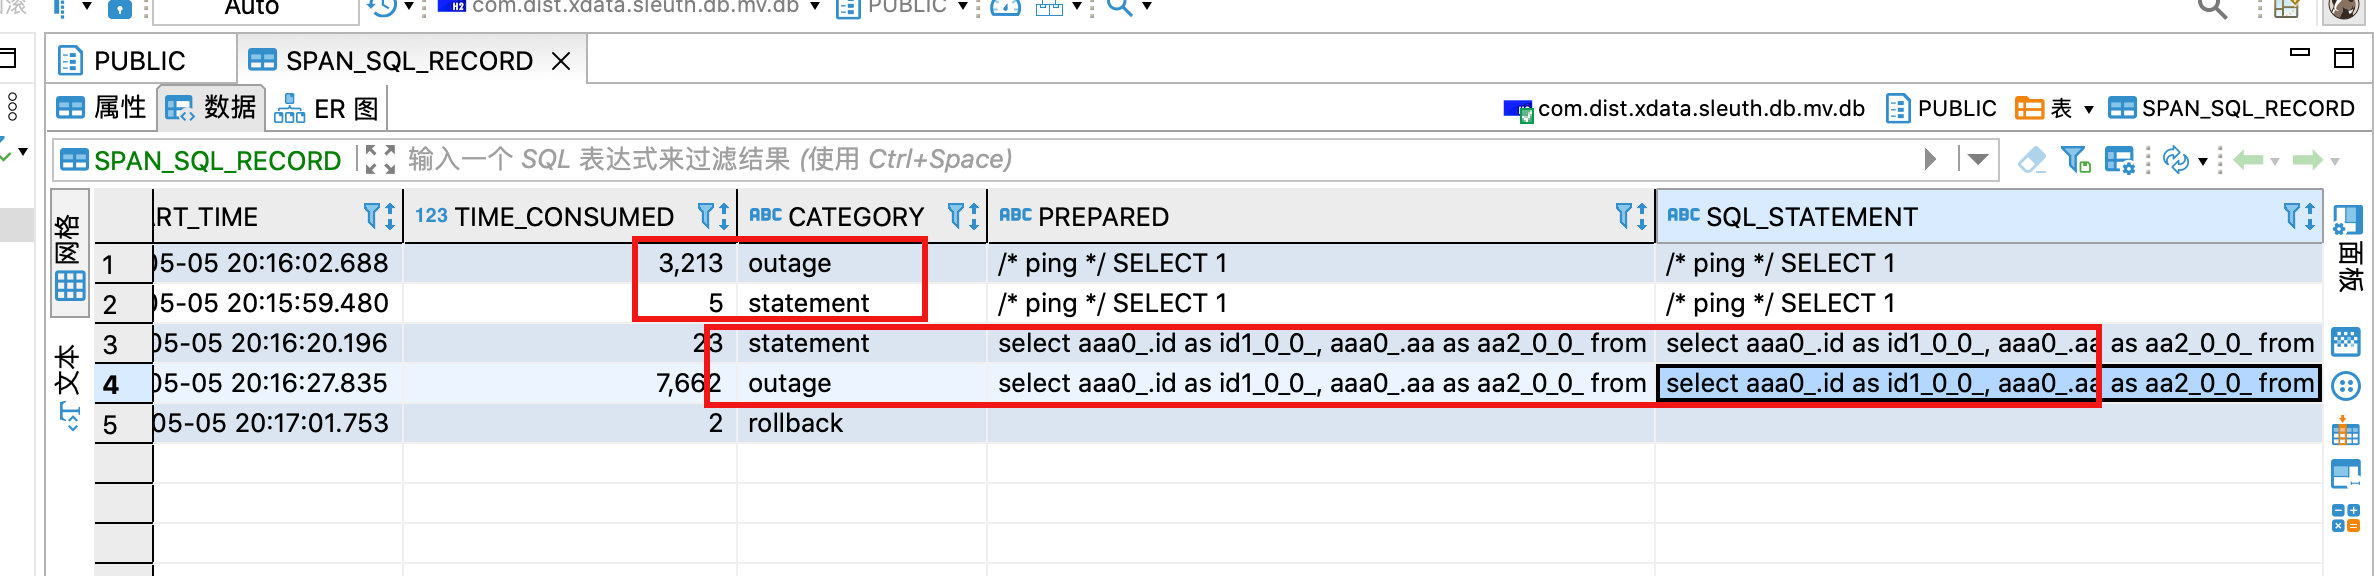 Auto com.dist.xdata.sleuth.db.mv.db PUBLIC
PUBLIC SPAN_SQL_RECORD
属性 数据 ER 图 com.dist.xdata.sleuth.db.mv.db PUBLIC 表 SPAN_SQL_RECORD
SPAN_SQL_RECORD 输入一个 SQL 表达式来过滤结果 (使用 Ctrl+Space)
网格
文本
RT_TIME 123 TIME_CONSUMED ABC CATEGORY ABC PREPARED ABC SQL_STATEMENT
1 05-05 20:16:02.688 3,213 outage /* ping */ SELECT 1 /* ping */ SELECT 1
2 05-05 20:15:59.480 5 statement /* ping */ SELECT 1 /* ping */ SELECT 1
3 05-05 20:16:20.196 23 statement select aaa0_.id as id1_0_0_, aaa0_.aa as aa2_0_0_ from select aaa0_.id as id1_0_0_, aaa0_.aa as aa2_0_0_ from
4 05-05 20:16:27.835 7,662 outage select aaa0_.id as id1_0_0_, aaa0_.aa as aa2_0_0_ from select aaa0_.id as id1_0_0_, aaa0_.aa as aa2_0_0_ from
5 05-05 20:17:01.753 2 rollback
面板